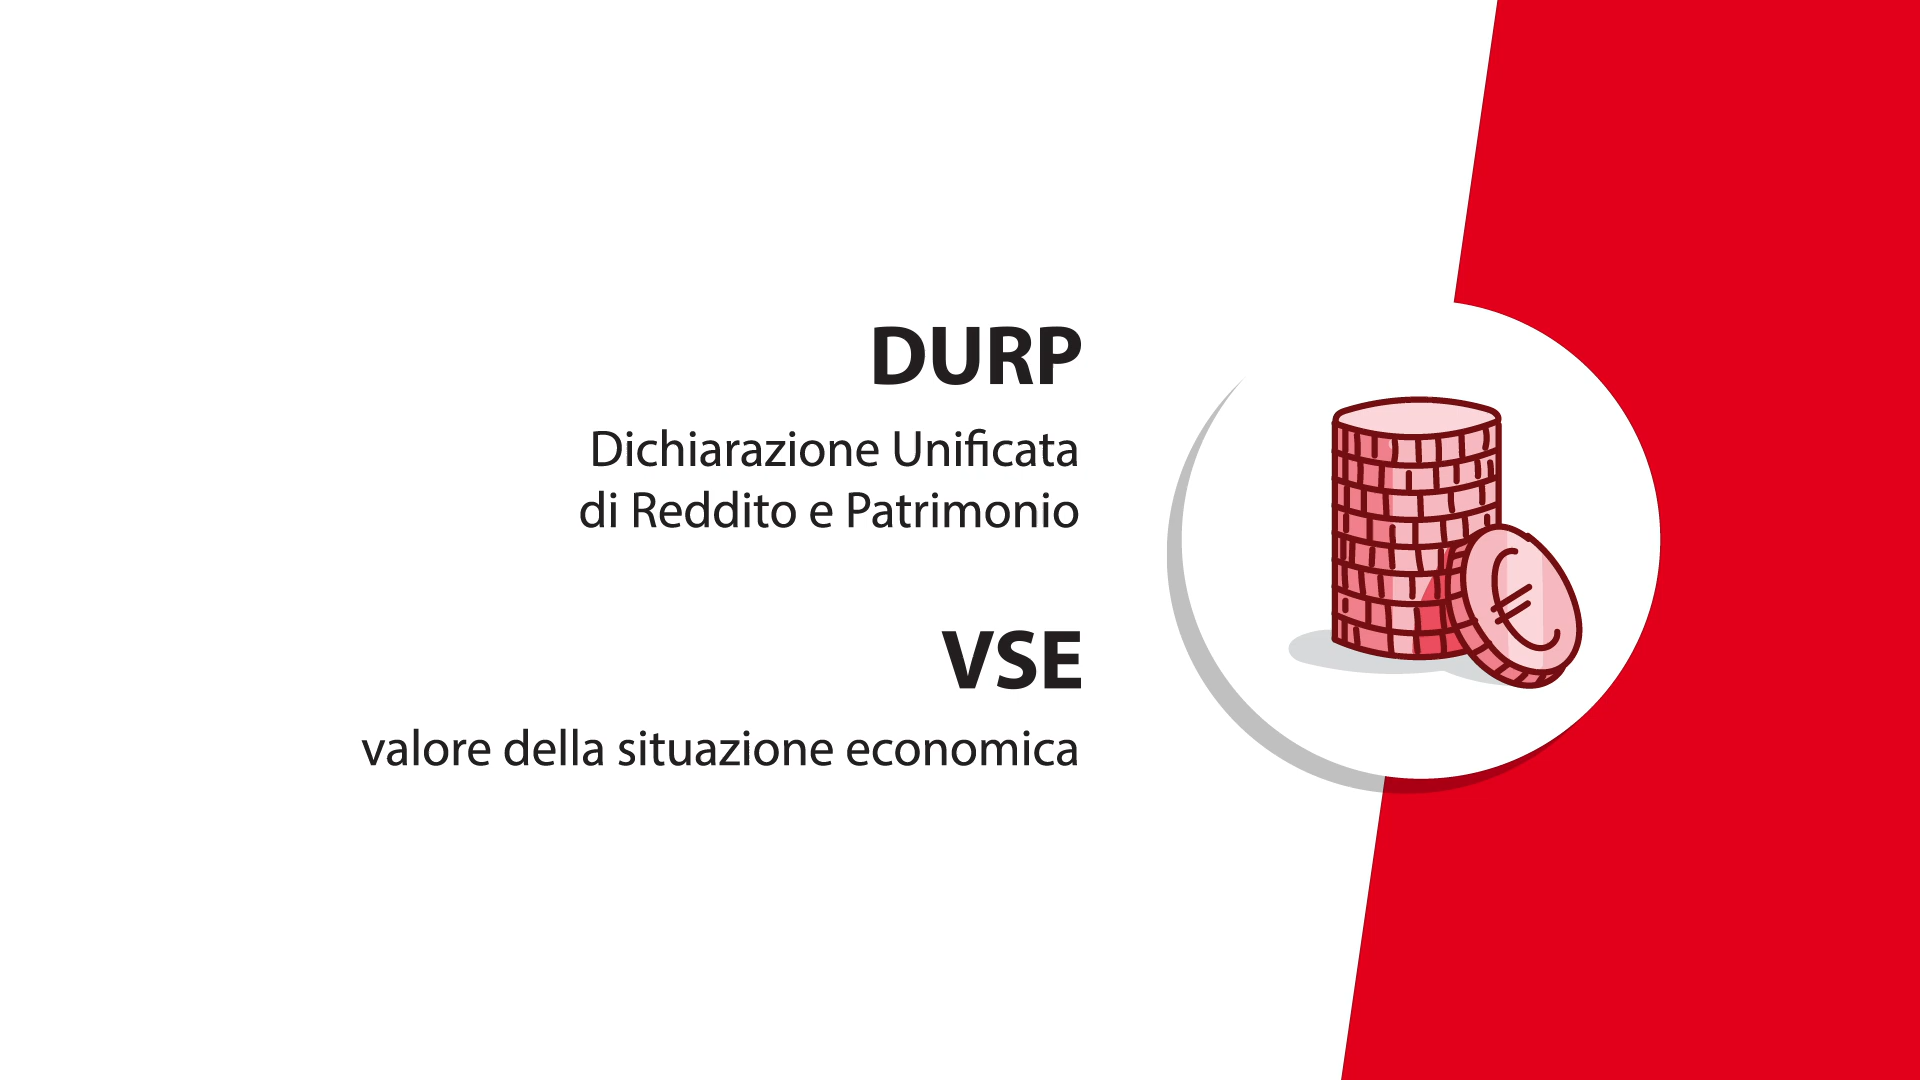 DURP
Dichiarazione Unificata
di Reddito e Patrimonio
VSE
valore della situazione economica